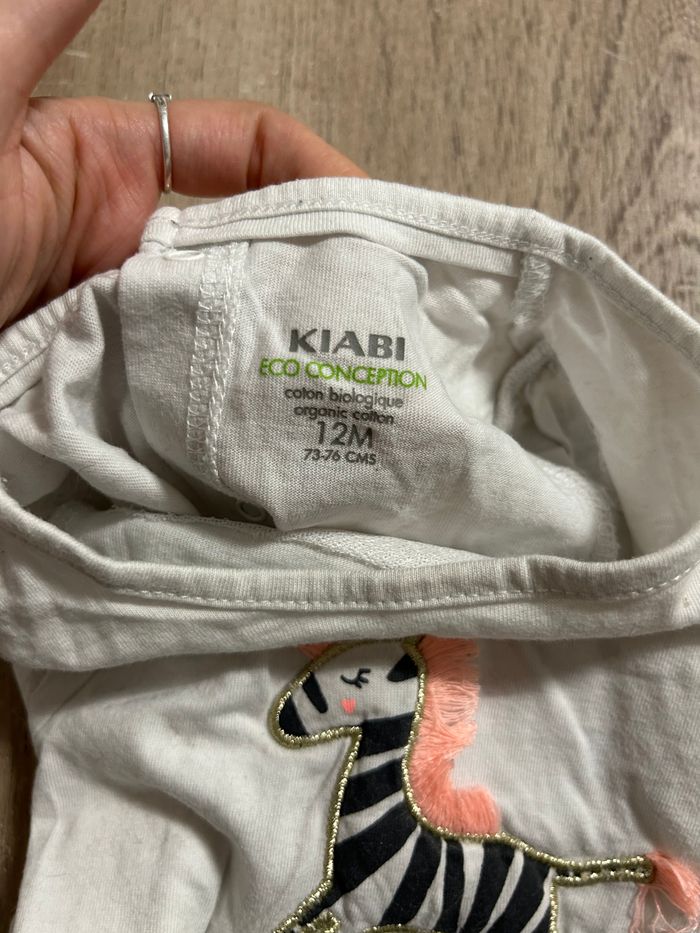 KIABI
ECO CONCEPTION
coton biologique
organic cotton
12M
73-76 CMS